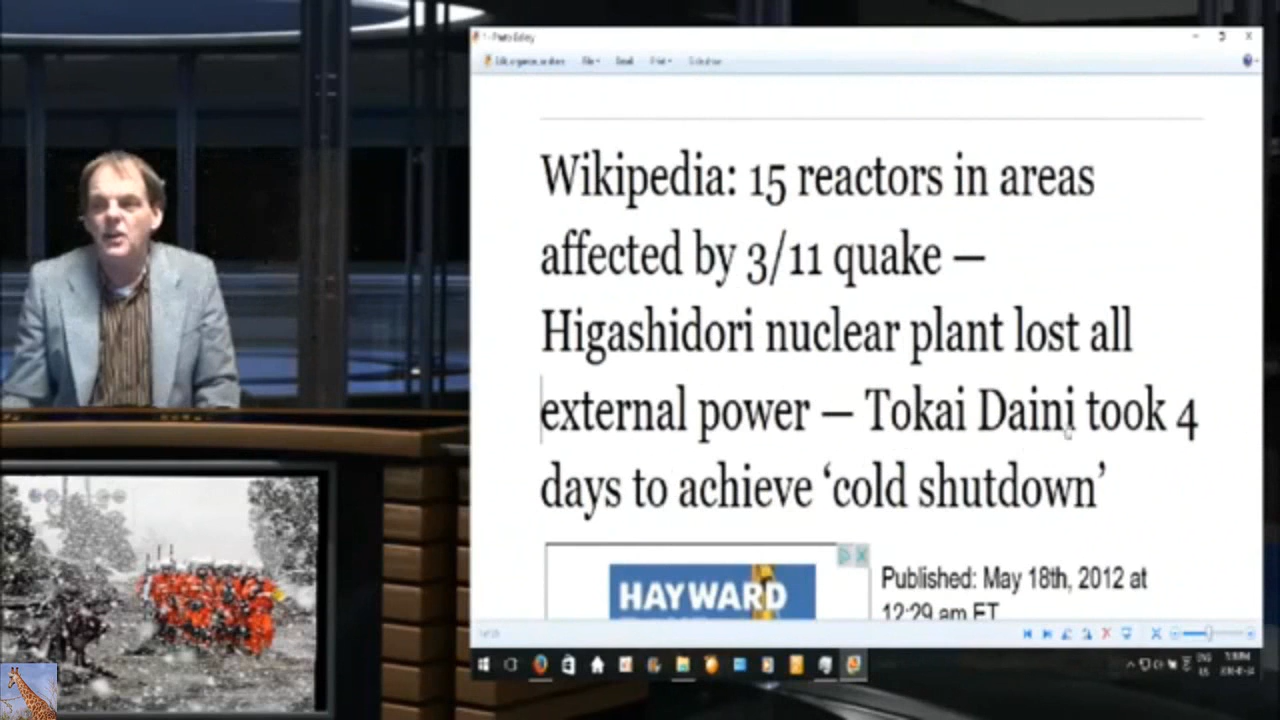 Wikipedia: 15 reactors in areas
affected by 3/11 quake —
Higashidori nuclear plant lost all
external power — Tokai Daini took 4
days to achieve ‘cold shutdown’
HAYWARD
Published: May 18th, 2012 at
12:29 am ET